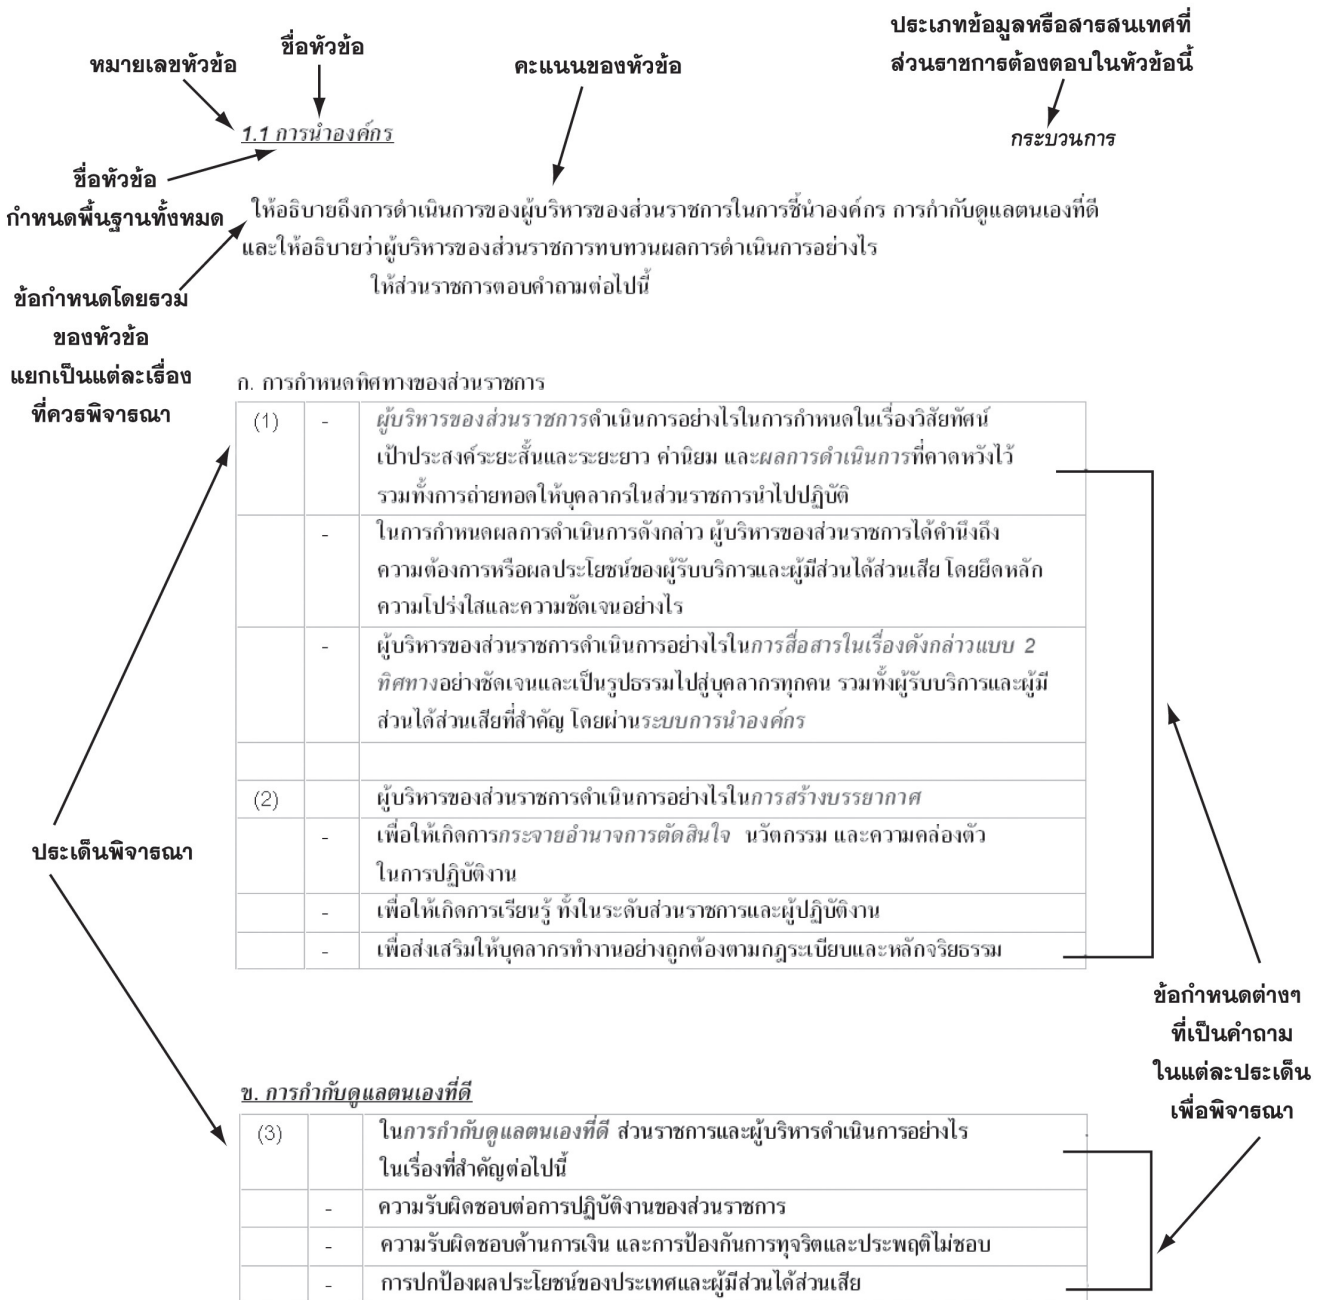 ประเภทข้อมูลหรือสารสนเทศที่
ส่วนราชการต้องตอบในหัวข้อนี้
ชื่อหัวข้อ
หมายเลขหัวข้อ
คะแนนของหัวข้อ
1.1 การนำองค์กร
กระบวนการ
ชื่อหัวข้อ
กำหนดพื้นฐานทั้งหมด
ให้อธิบายถึงการดำเนินการของผู้บริหารของส่วนราชการในการชี้นำองค์กร การกำกับดูแลตนเองที่ดี
และให้อธิบายว่าผู้บริหารของส่วนราชการทบทวนผลการดำเนินการอย่างไร
ให้ส่วนราชการตอบคำถามต่อไปนี้
ข้อกำหนดโดยรวม
ของหัวข้อ
แยกเป็นแต่ละเรื่อง
ที่ควรพิจารณา
ก. การกำหนดทิศทางของส่วนราชการ
(1) - ผู้บริหารของส่วนราชการดำเนินการอย่างไรในการกำหนดในเรื่องวิสัยทัศน์
เป้าประสงค์ระยะสั้นและระยะยาว ค่านิยม และผลการดำเนินการที่คาดหวังไว้
รวมทั้งการถ่ายทอดให้บุคลากรในส่วนราชการนำไปปฏิบัติ
- ในการกำหนดผลการดำเนินการดังกล่าว ผู้บริหารของส่วนราชการได้คำนึงถึง
ความต้องการหรือผลประโยชน์ของผู้รับบริการและผู้มีส่วนได้ส่วนเสีย โดยยึดหลัก
ความโปร่งใสและความชัดเจนอย่างไร
- ผู้บริหารของส่วนราชการดำเนินการอย่างไรในการสื่อสารในเรื่องดังกล่าวแบบ 2
ทิศทางอย่างชัดเจนและเป็นรูปธรรมไปสู่บุคลากรทุกคน รวมทั้งผู้รับบริการและผู้มี
ส่วนได้ส่วนเสียที่สำคัญ โดยผ่านระบบการนำองค์กร
(2) ผู้บริหารของส่วนราชการดำเนินการอย่างไรในการสร้างบรรยากาศ
- เพื่อให้เกิดการกระจายอำนาจการตัดสินใจ นวัตกรรม และความคล่องตัว
ในการปฏิบัติงาน
- เพื่อให้เกิดการเรียนรู้ ทั้งในระดับส่วนราชการและผู้ปฏิบัติงาน
- เพื่อส่งเสริมให้บุคลากรทำงานอย่างถูกต้องตามกฎระเบียบและหลักจริยธรรม
ประเด็นพิจารณา
ข้อกำหนดต่างๆ
ที่เป็นคำถาม
ในแต่ละประเด็น
เพื่อพิจารณา
ข. การกำกับดูแลตนเองที่ดี
(3) ในการกำกับดูแลตนเองที่ดี ส่วนราชการและผู้บริหารดำเนินการอย่างไร
ในเรื่องที่สำคัญต่อไปนี้
- ความรับผิดชอบต่อการปฏิบัติงานของส่วนราชการ
- ความรับผิดชอบด้านการเงิน และการป้องกันการทุจริตและประพฤติไม่ชอบ
- การปกป้องผลประโยชน์ของประเทศและผู้มีส่วนได้ส่วนเสีย